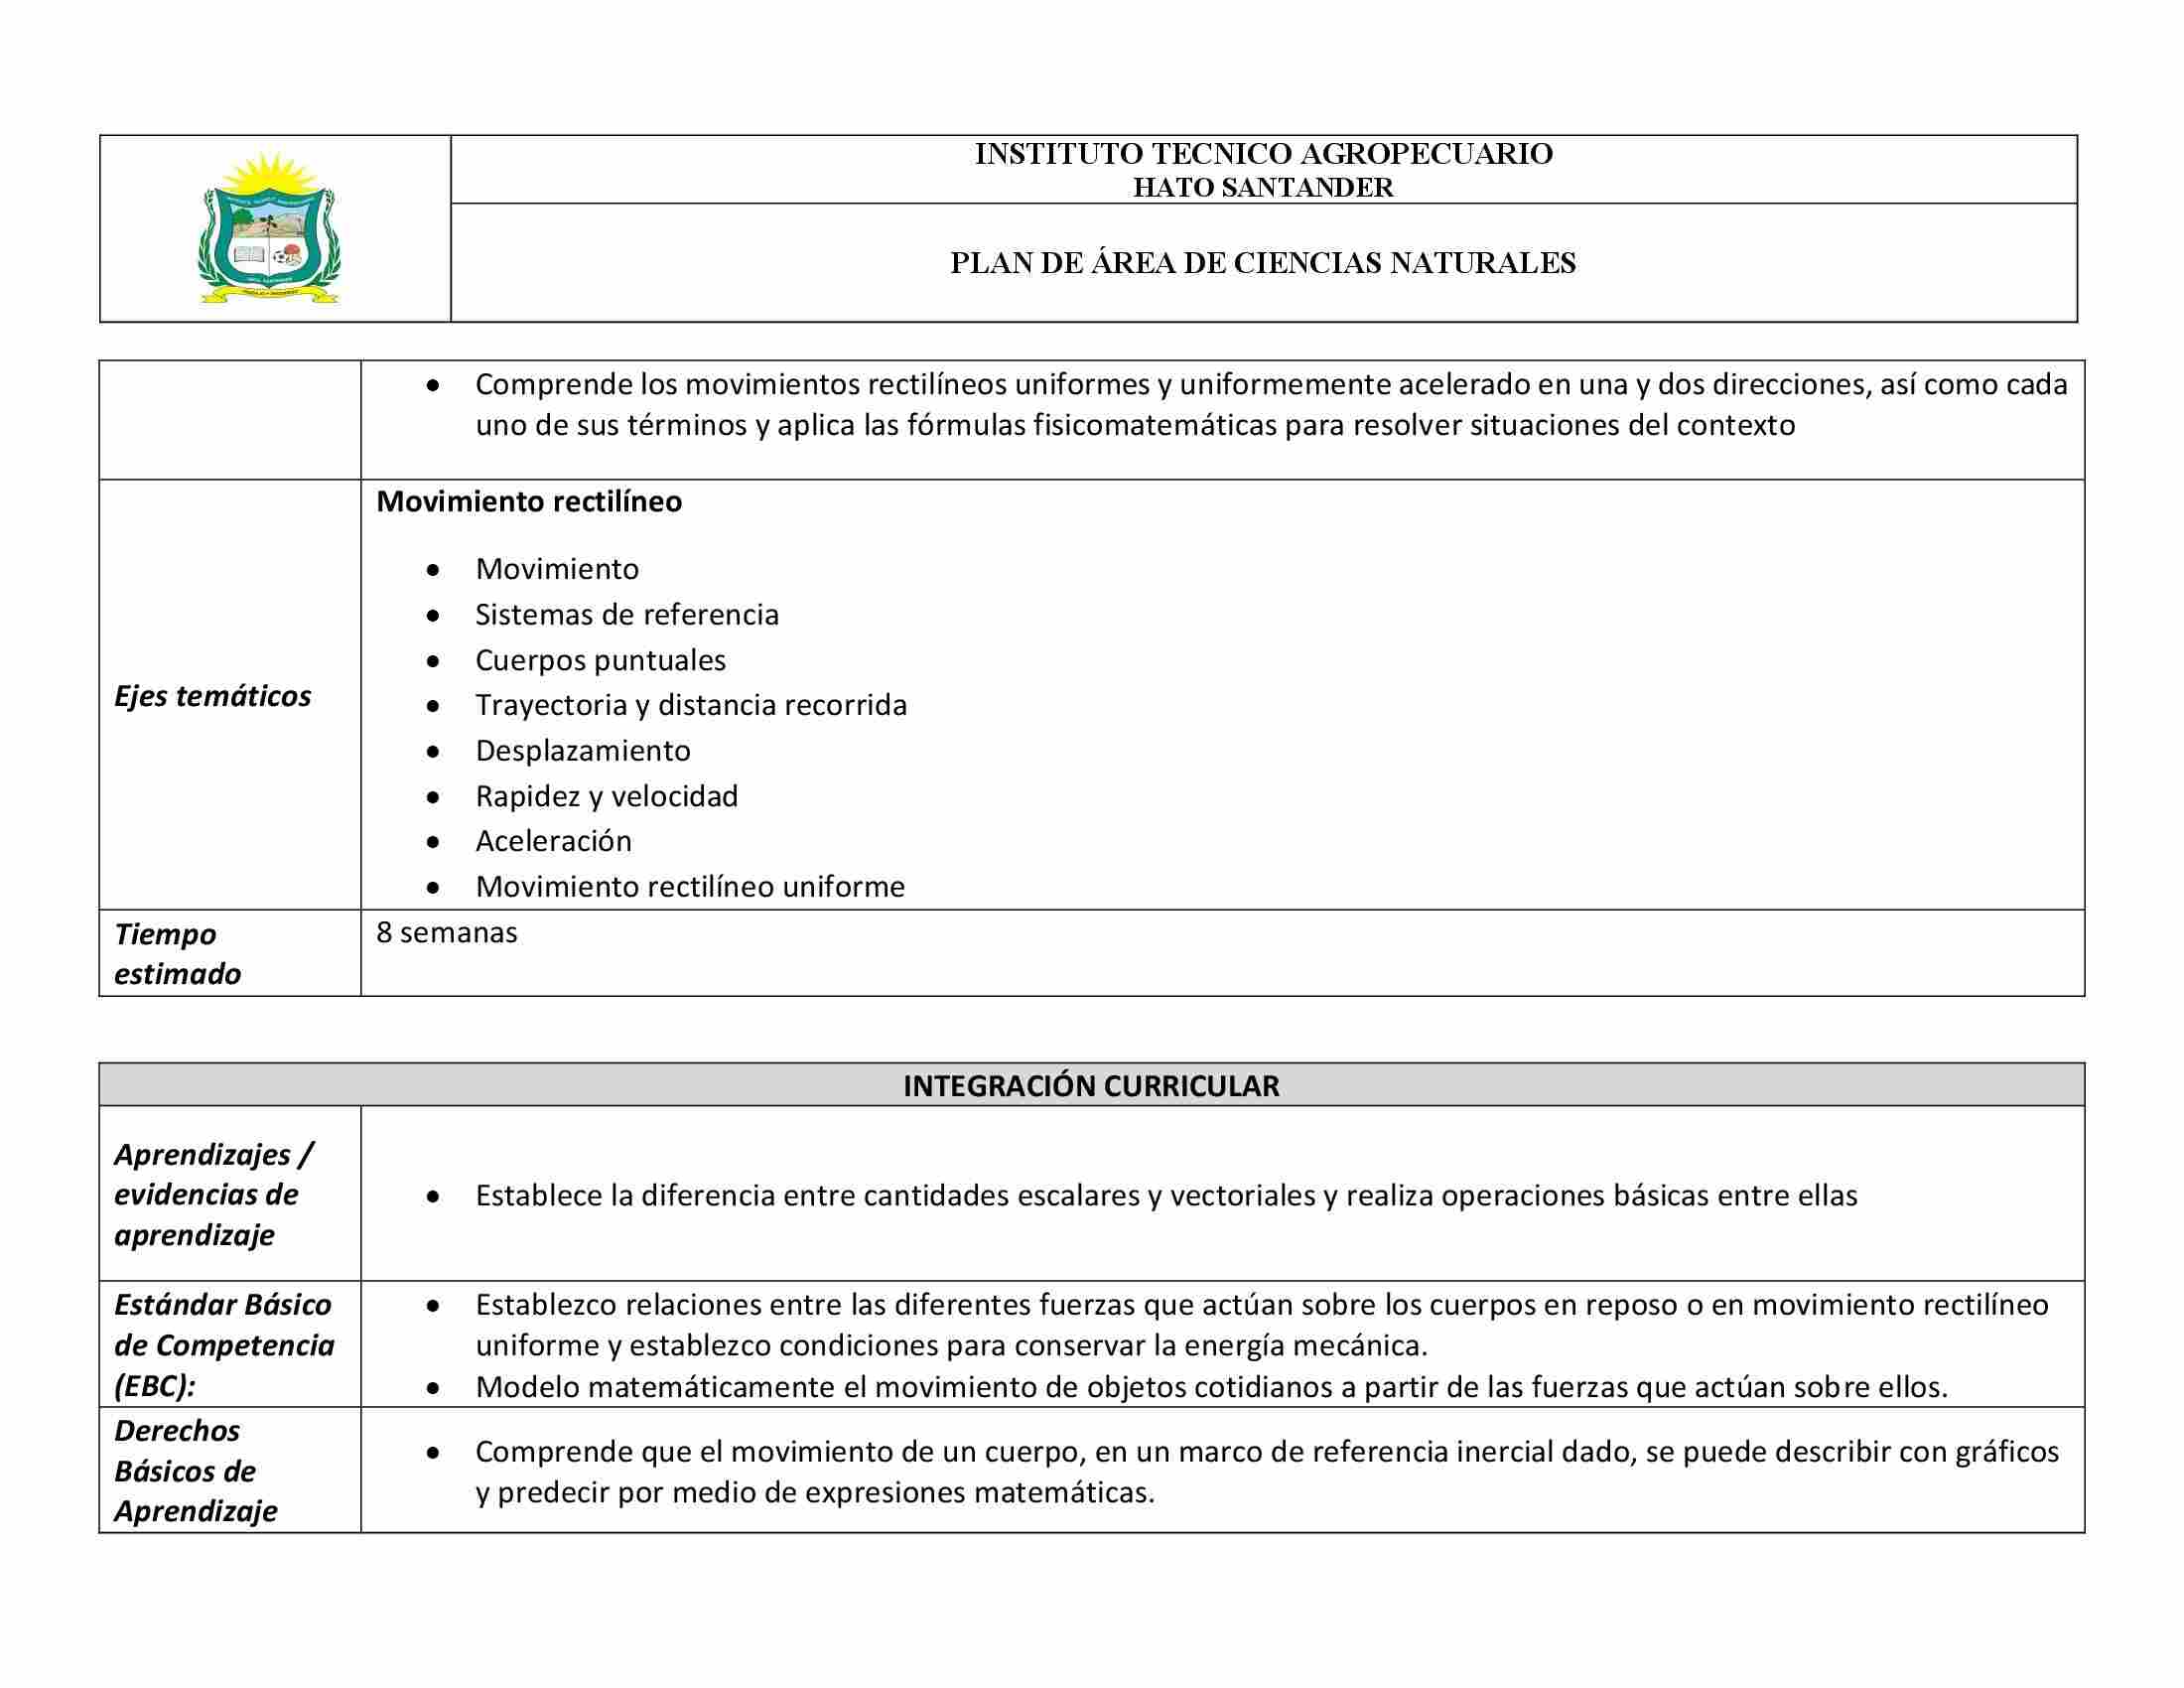 INSTITUTO TECNICO AGROPECUARIO
HATO SANTANDER
PLAN DE ÁREA DE CIENCIAS NATURALES
• Comprende los movimientos rectilíneos uniformes y uniformemente acelerado en una y dos direcciones, así como cada
uno de sus términos y aplica las fórmulas fisicomatemáticas para resolver situaciones del contexto
Ejes temáticos
Movimiento rectilíneo
• Movimiento
• Sistemas de referencia
• Cuerpos puntuales
• Trayectoria y distancia recorrida
• Desplazamiento
• Rapidez y velocidad
• Aceleración
• Movimiento rectilíneo uniforme
Tiempo
estimado
8 semanas
INTEGRACIÓN CURRICULAR
Aprendizajes /
evidencias de
aprendizaje
• Establece la diferencia entre cantidades escalares y vectoriales y realiza operaciones básicas entre ellas
Estándar Básico
de Competencia
(EBC):
• Establezco relaciones entre las diferentes fuerzas que actúan sobre los cuerpos en reposo o en movimiento rectilíneo
uniforme y establezco condiciones para conservar la energía mecánica.
• Modelo matemáticamente el movimiento de objetos cotidianos a partir de las fuerzas que actúan sobre ellos.
Derechos
Básicos de
Aprendizaje
• Comprende que el movimiento de un cuerpo, en un marco de referencia inercial dado, se puede describir con gráficos
y predecir por medio de expresiones matemáticas.